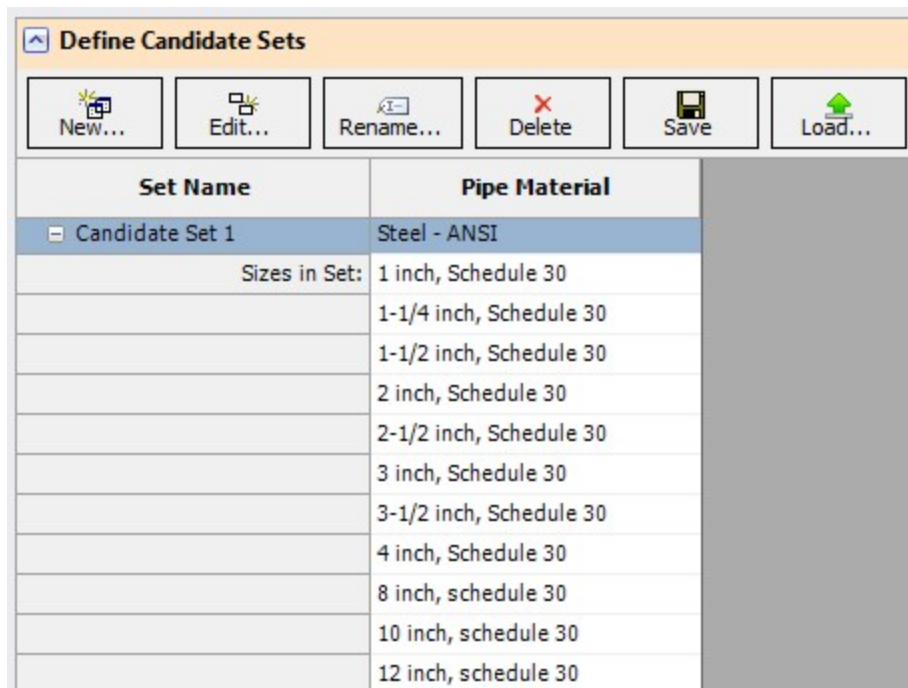 Define Candidate Sets
New... Edit... Rename... Delete Save Load...
Set Name Pipe Material
Candidate Set 1 Steel - ANSI
Sizes in Set: 1 inch, Schedule 30
1-1/4 inch, Schedule 30
1-1/2 inch, Schedule 30
2 inch, Schedule 30
2-1/2 inch, Schedule 30
3 inch, Schedule 30
3-1/2 inch, Schedule 30
4 inch, Schedule 30
8 inch, schedule 30
10 inch, schedule 30
12 inch, schedule 30